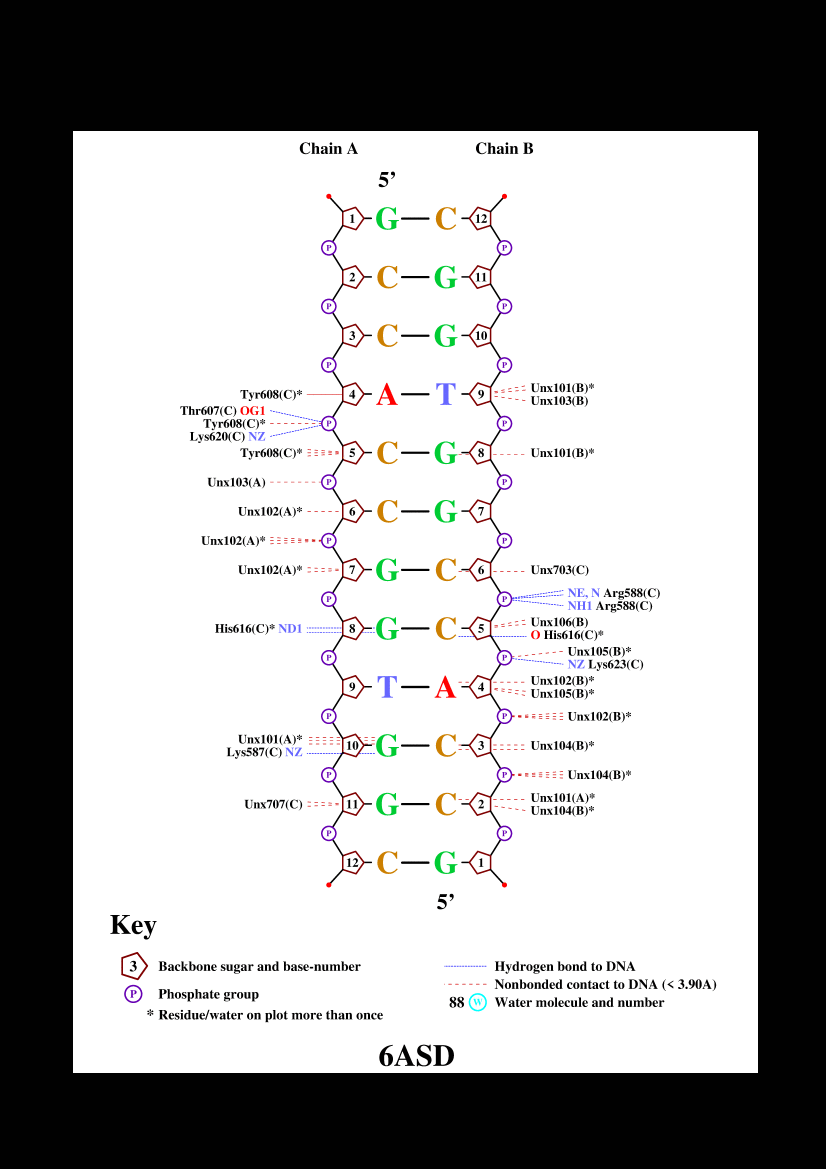 Chain A Chain B
5’
1 G C 12
P P
2 C G 11
P P
3 C G 10
P P
Unx101(B)*
Tyr608(C)* 4 A T 9
Unx103(B)
Thr607(C) OG1
Tyr608(C)* P P
Lys620(C) NZ
Tyr608(C)* 5 C G 8 Unx101(B)*
Unx103(A) P P
Unx102(A)* 6 C G 7
Unx102(A)* P P
Unx102(A)* 7 G C 6 Unx703(C)
NE, N Arg588(C)
P P
NH1 Arg588(C)
Unx106(B)
His616(C)* ND1 8 G C 5
O His616(C)*
Unx105(B)*
P P
NZ Lys623(C)
Unx102(B)*
9 T A 4
Unx105(B)*
P P Unx102(B)*
Unx101(A)*
10 G C 3 Unx104(B)*
Lys587(C) NZ
P P Unx104(B)*
Unx101(A)*
Unx707(C) 11 G C 2
Unx104(B)*
P P
12 C G 1
5’
Key
3 Backbone sugar and base-number
P Phosphate group
* Residue/water on plot more than once
Hydrogen bond to DNA
Nonbonded contact to DNA (< 3.90A)
88 W Water molecule and number
6ASD